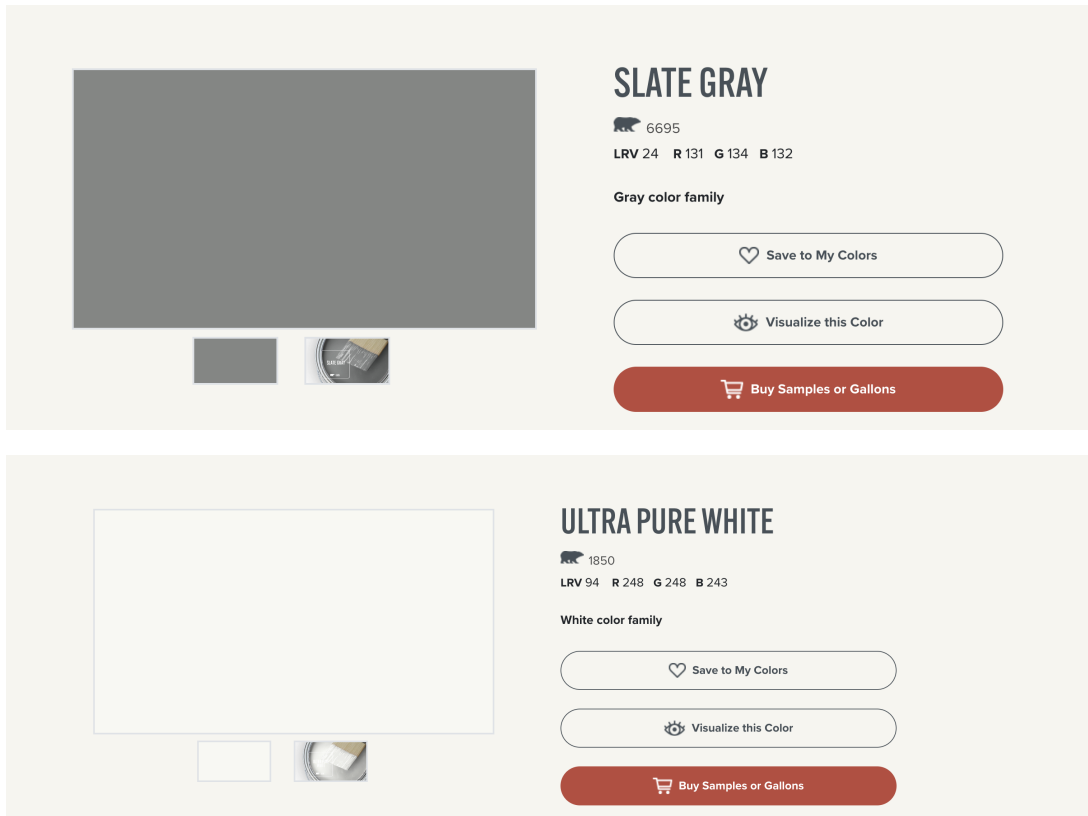 SLATE GRAY
6695
LRV 24 R 131 G 134 B 132
Gray color family
Save to My Colors
Visualize this Color
SLATE GRAY
Buy Samples or Gallons
ULTRA PURE WHITE
1850
LRV 94 R 248 G 248 B 243
White color family
Save to My Colors
Visualize this Color
Buy Samples or Gallons